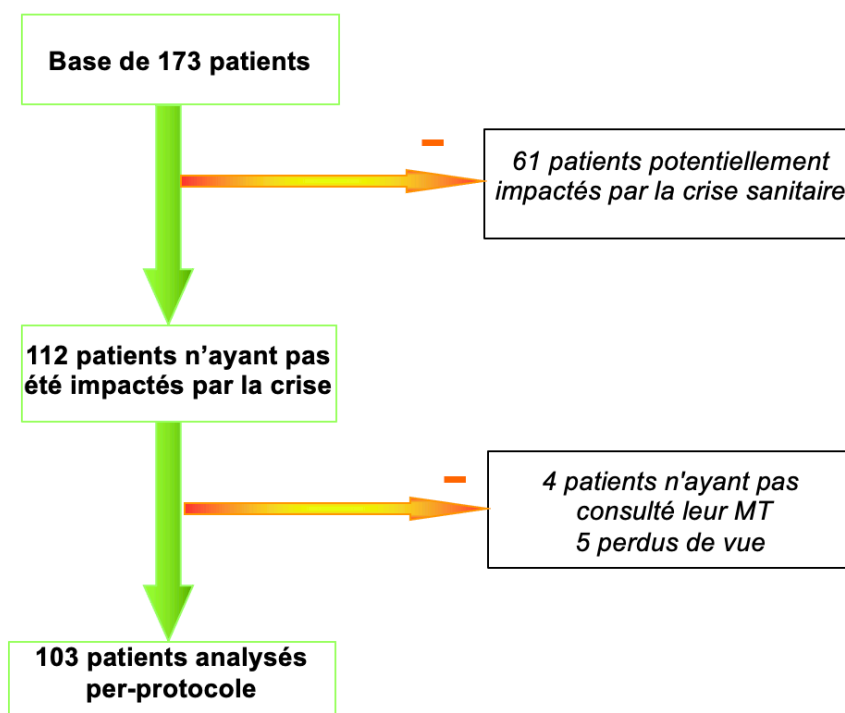 Base de 173 patients
61 patients potentiellement
impactés par la crise sanitaire
112 patients n'ayant pas
été impactés par la crise
4 patients n'ayant pas
consulté leur MT
5 perdus de vue
103 patients analysés
per-protocole